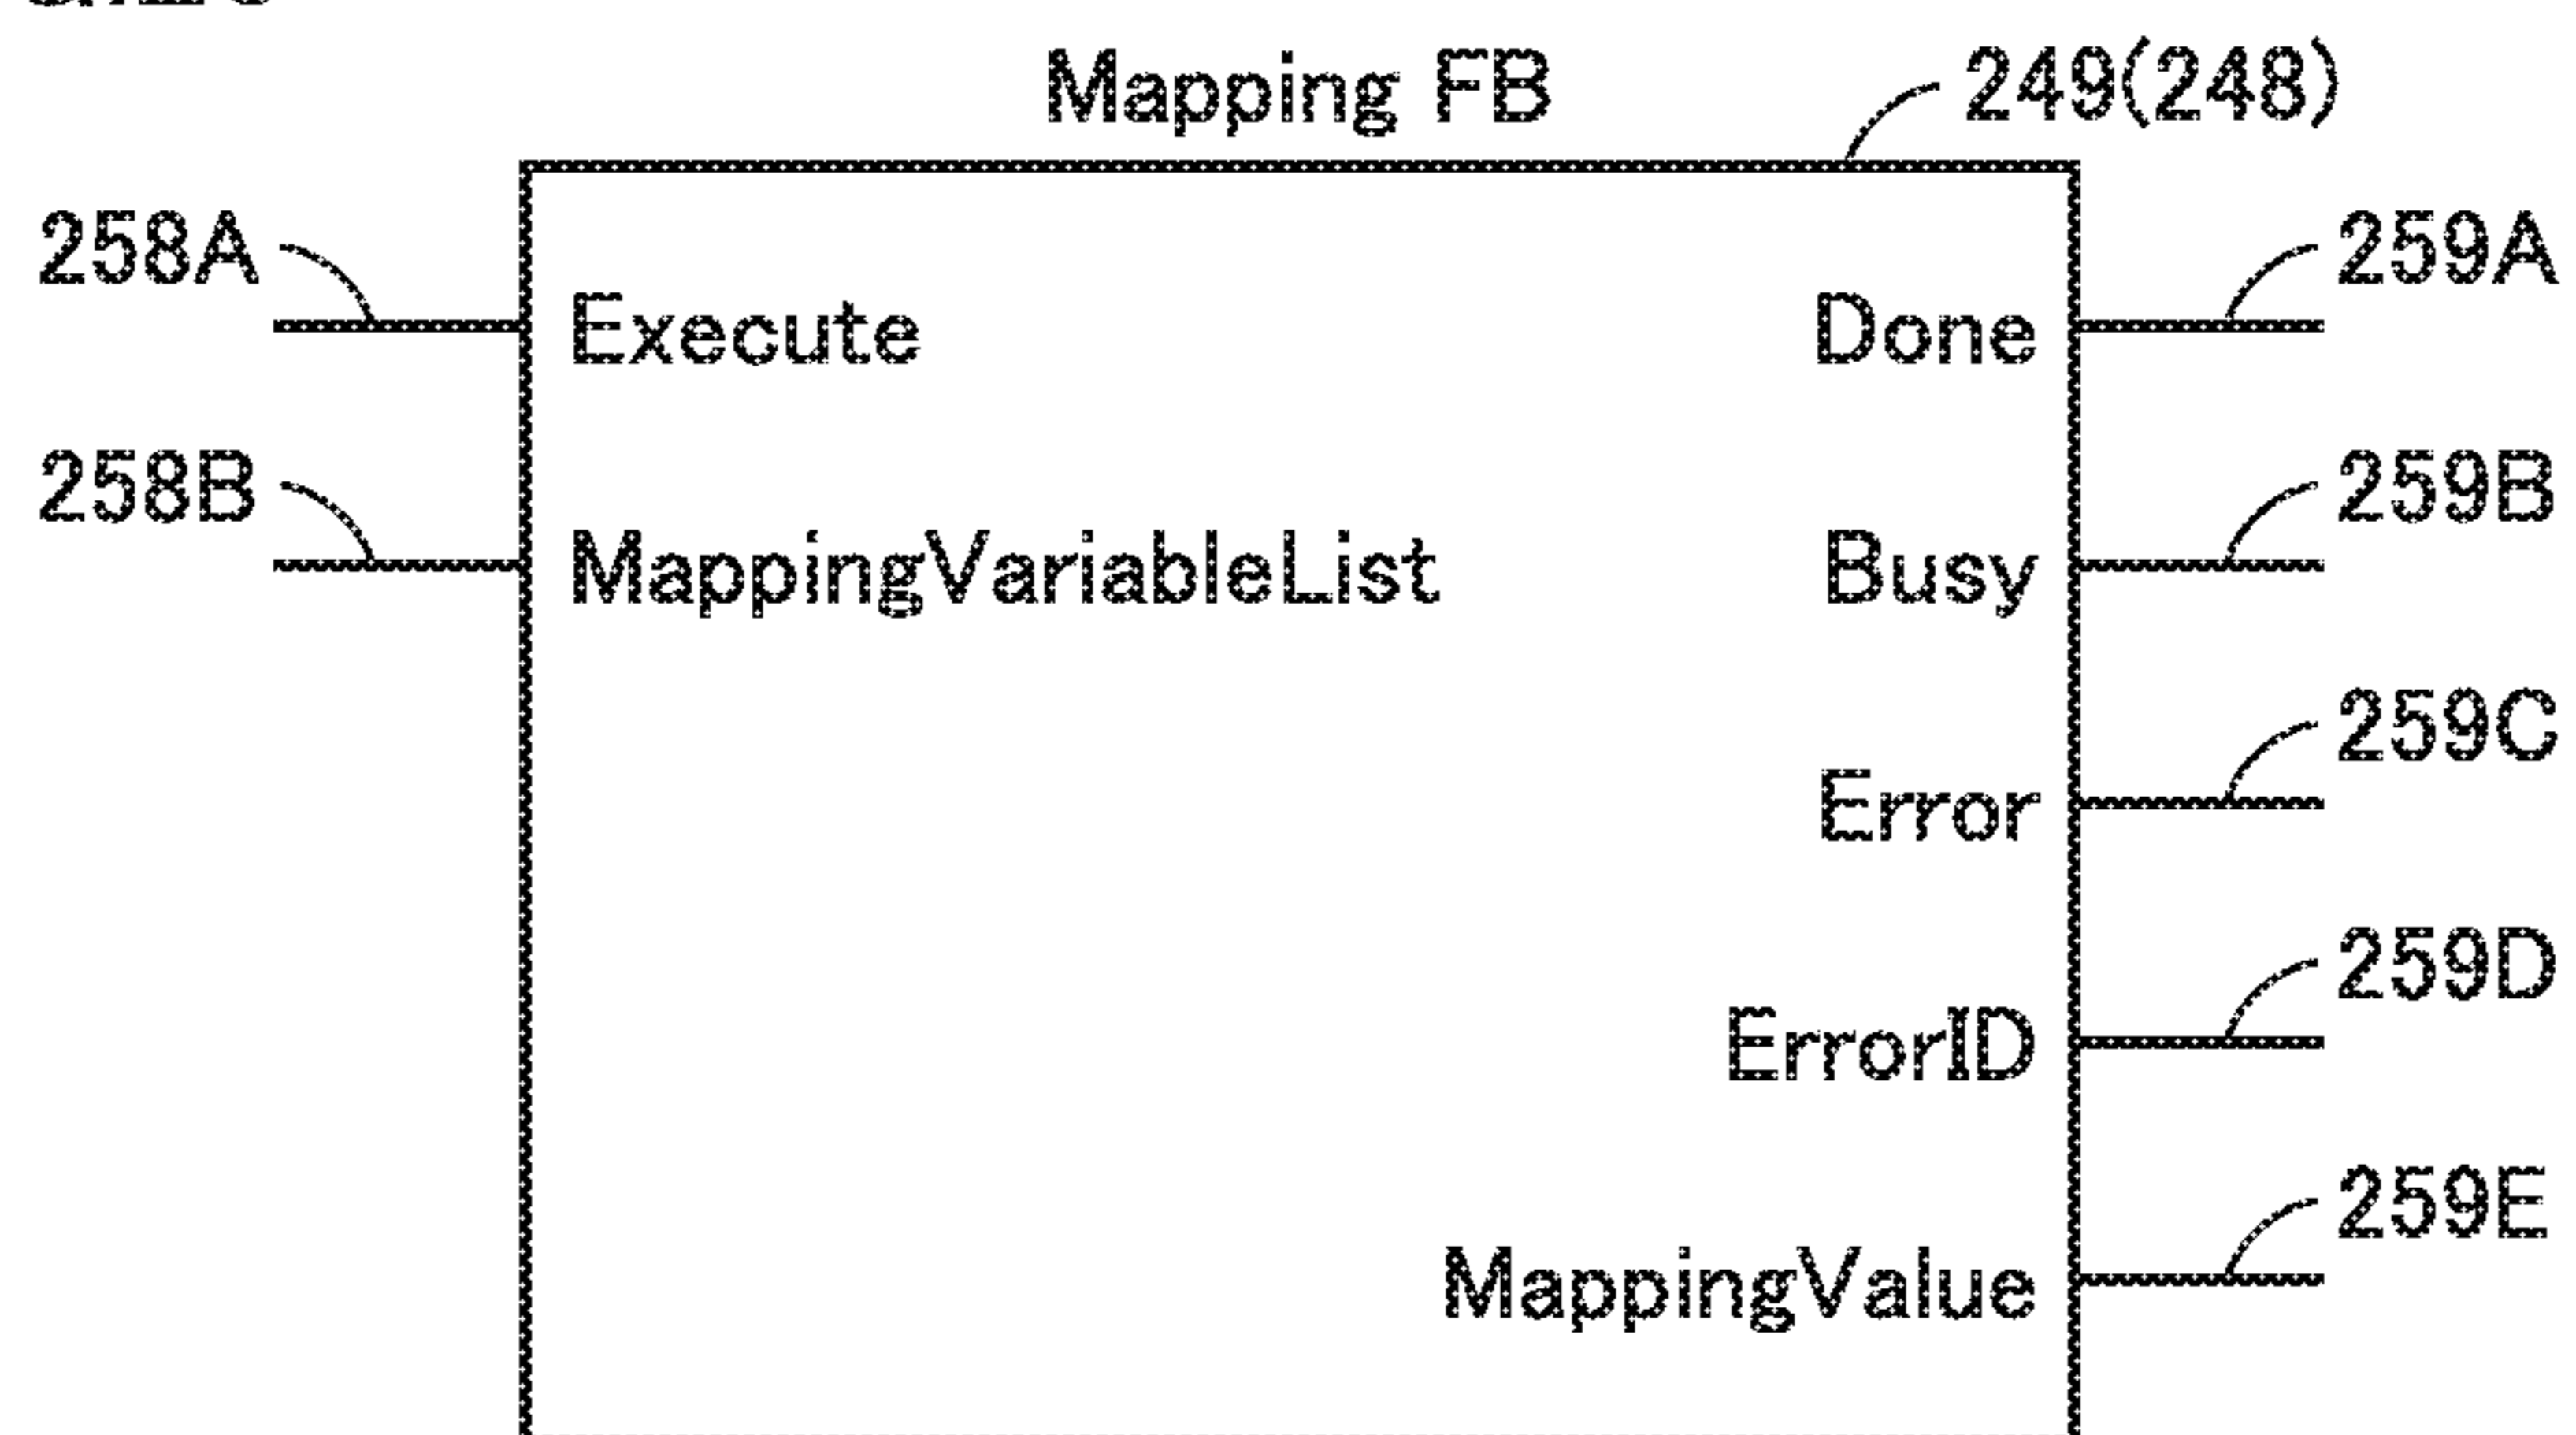 Mapping FB 249(248)
258A 259A
Execute Done
258B 259B
MappingVariableList Busy
259C
Error
259D
ErrorID
259E
MappingValue